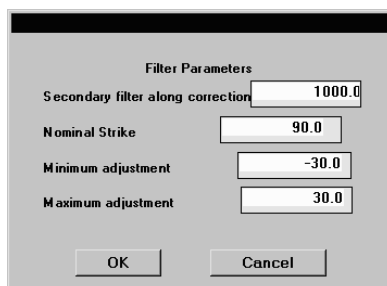 Filter Parameters
Secondary filter along correction 1000.0
Nominal Strike 90.0
Minimum adjustment -30.0
Maximum adjustment 30.0
OK Cancel